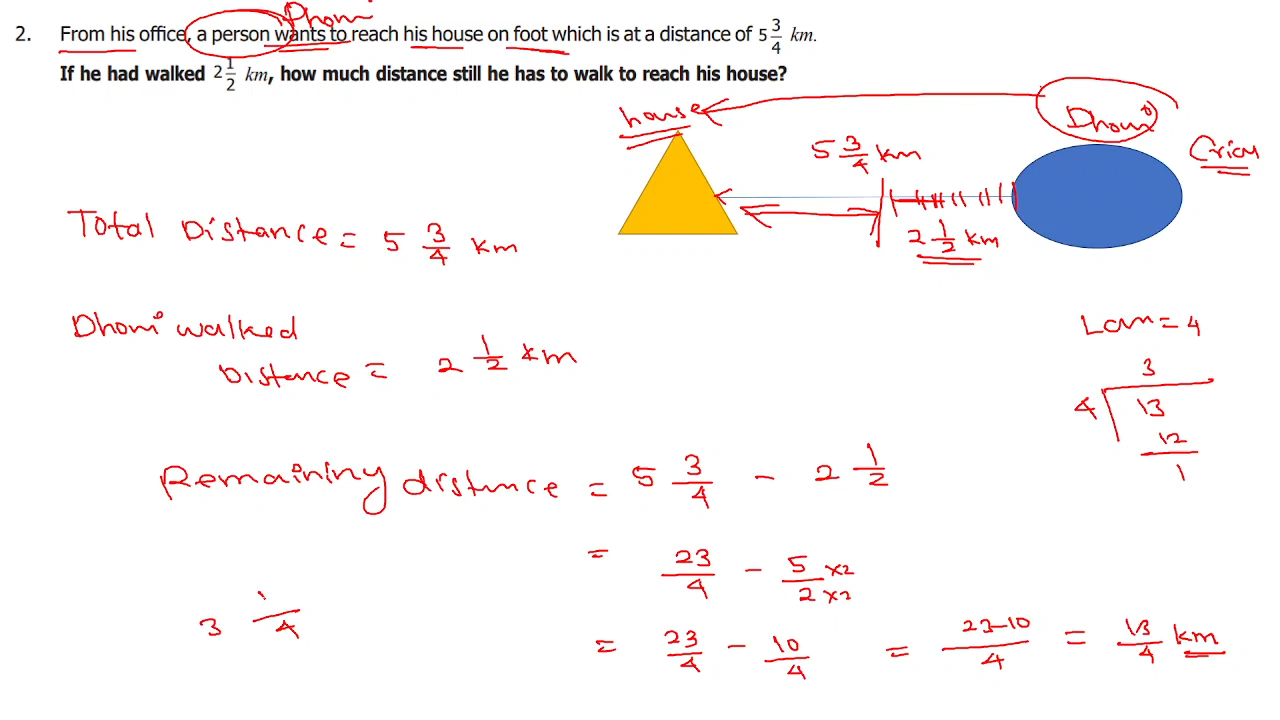 Dhoni
2. From his office, a person wants to reach his house on foot which is at a distance of 5 3/4 km.
If he had walked 2 1/2 km, how much distance still he has to walk to reach his house?
house
Dhoni
5 3/4 km
2 1/2 km
Total Distance = 5 3/4 km
Dhoni walked
Distance = 2 1/2 km
Lcm = 4
3
4 13
12
1
Remaining distance = 5 3/4 - 2 1/2
= 23/4 - 5/2 x2 x2
= 23/4 - 10/4 = 23-10/4 = 13/4 km
3 1/4